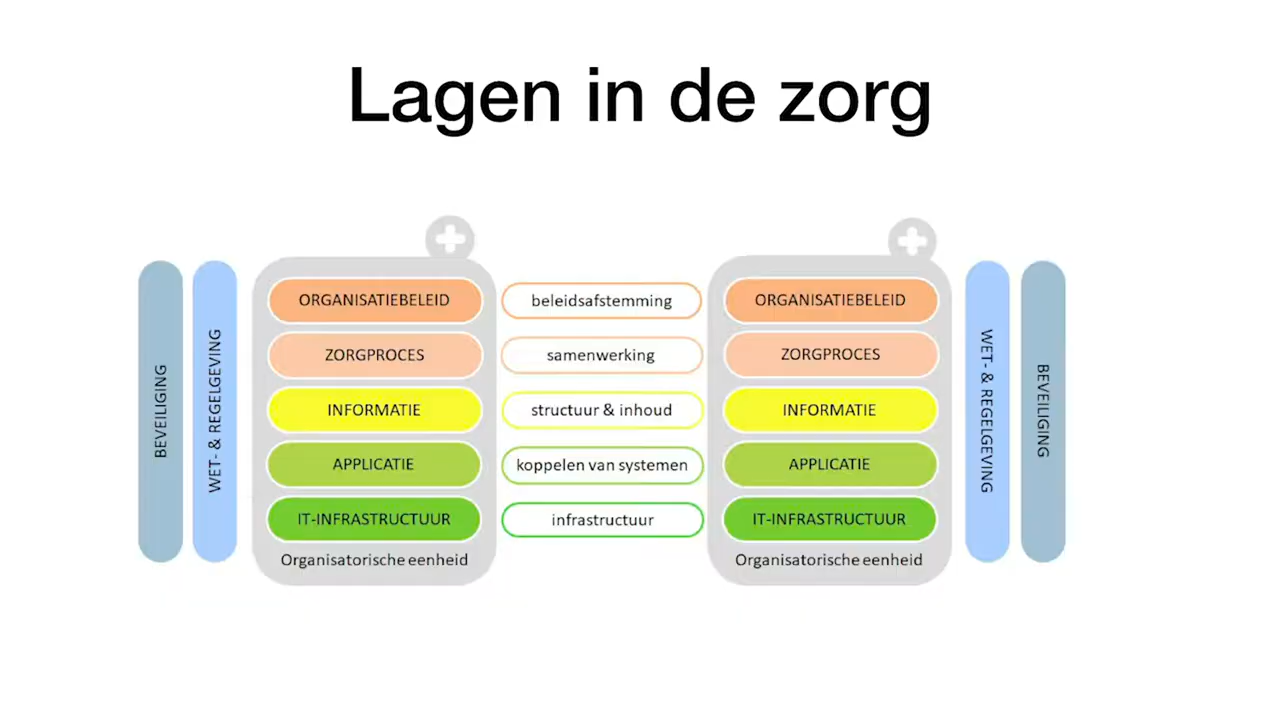 Lagen in de zorg
BEVEILIGING
WET- & REGELGEVING
ORGANISATIEBELEID
ZORGPROCES
INFORMATIE
APPLICATIE
IT-INFRASTRUCTUUR
Organisatorische eenheid
beleidsafstemming
samenwerking
structuur & inhoud
koppelen van systemen
infrastructuur
ORGANISATIEBELEID
ZORGPROCES
INFORMATIE
APPLICATIE
IT-INFRASTRUCTUUR
Organisatorische eenheid
WET- & REGELGEVING
BEVEILIGING